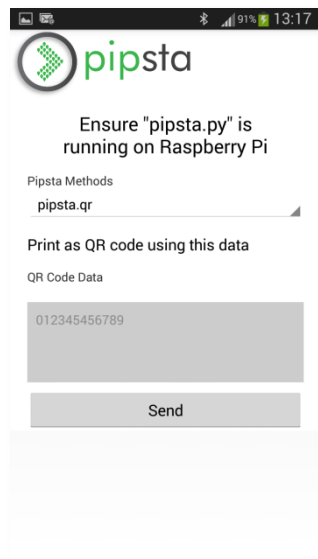 91% 13:17
pipsta
Ensure "pipsta.py" is
running on Raspberry Pi
Pipsta Methods
pipsta.qr
Print as QR code using this data
QR Code Data
012345456789
Send